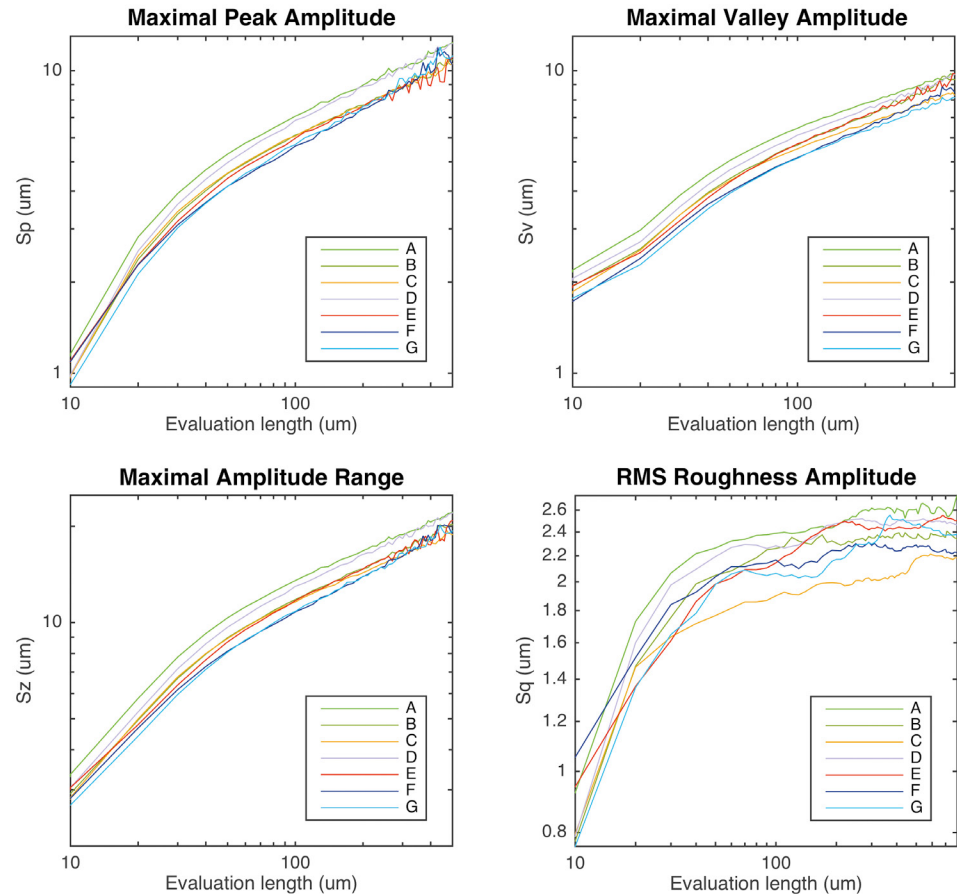 Maximal Peak Amplitude
10
Sp (um)
1
10
100
Evaluation length (um)
A
B
C
D
E
F
G
Maximal Valley Amplitude
10
Sv (um)
1
10
100
Evaluation length (um)
A
B
C
D
E
F
G
Maximal Amplitude Range
10
Sz (um)
10
100
Evaluation length (um)
A
B
C
D
E
F
G
RMS Roughness Amplitude
2.6
2.4
2.2
2
1.8
1.6
1.4
1.2
1
0.8
Sq (um)
10
100
Evaluation length (um)
A
B
C
D
E
F
G